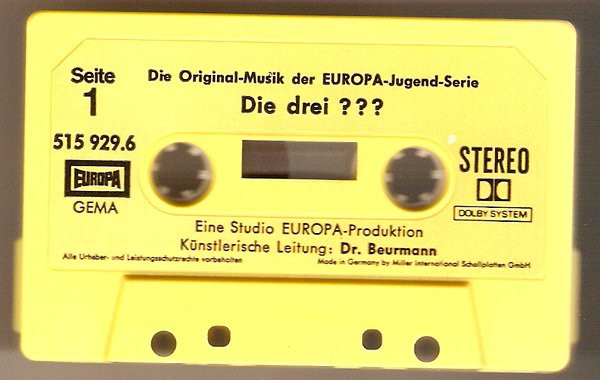 Seite
1
Die Original-Musik der EUROPA-Jugend-Serie
Die drei ???
515 929.6
EUROPA
GEMA
STEREO
DOLBY SYSTEM
Eine Studio EUROPA-Produktion
Künstlerische Leitung: Dr. Beurmann
Alle Urheber- und Leistungsschutzrechte vorbehalten
Made in Germany by Miller International Schallplatten GmbH